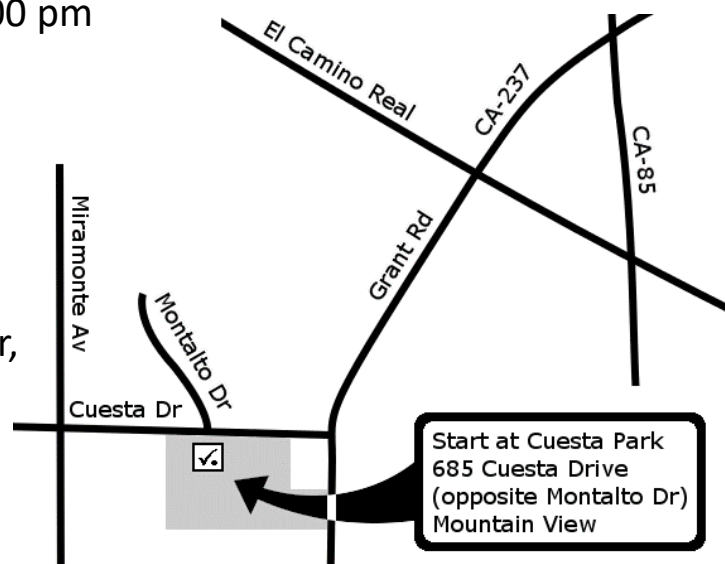 00 pm
El Camino Real
CA-237
CA-85
Grant Rd
Miramonte Av
Montalto Dr
r,
Cuesta Dr
Start at Cuesta Park
685 Cuesta Drive
(opposite Montalto Dr)
Mountain View